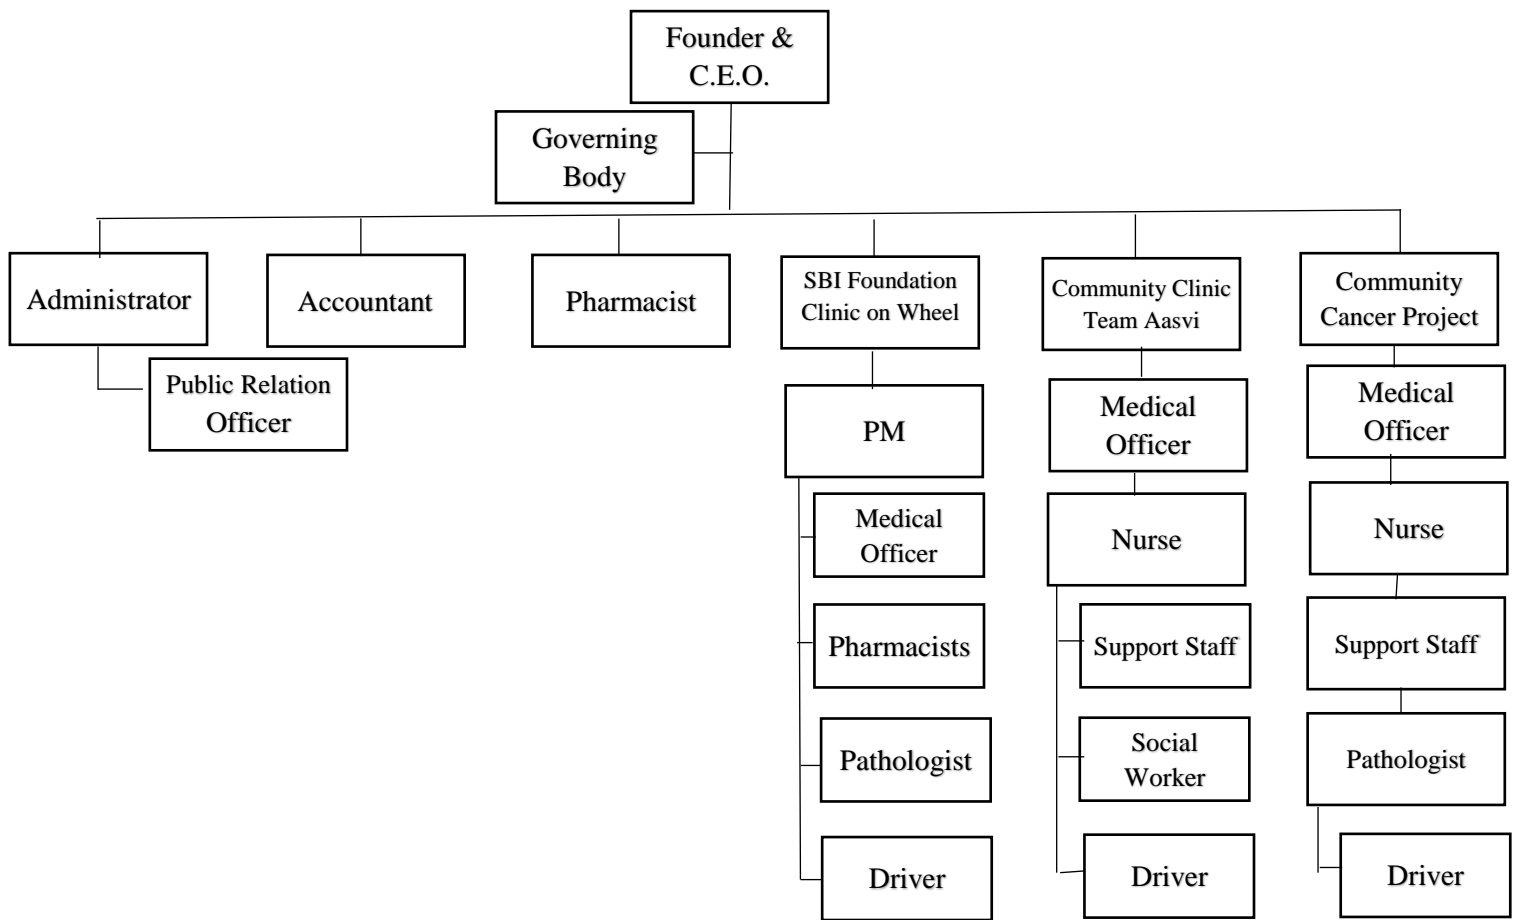 Founder &
C.E.O.
Governing
Body
Administrator
Accountant
Pharmacist
SBI Foundation
Clinic on Wheel
Community Clinic
Team Aasvi
Community
Cancer Project
Public Relation
Officer
PM
Medical
Officer
Pharmacists
Pathologist
Driver
Medical
Officer
Nurse
Support Staff
Social
Worker
Driver
Medical
Officer
Nurse
Support Staff
Pathologist
Driver